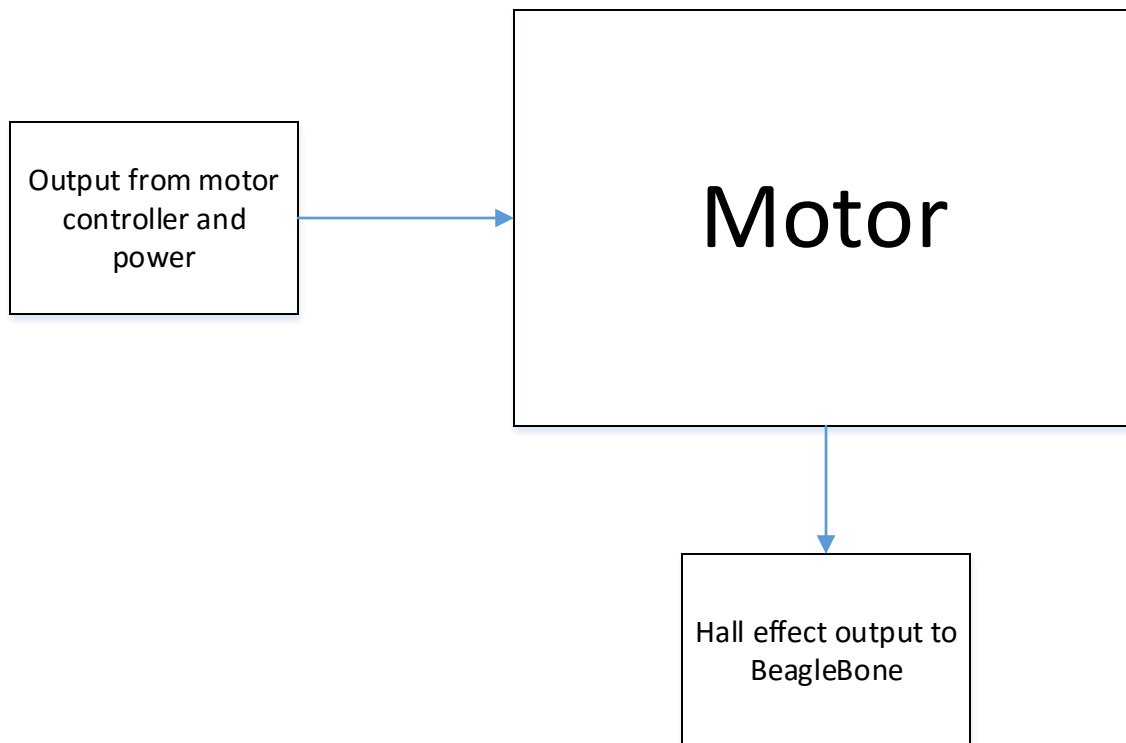 Output from motor
controller and
power
Motor
Hall effect output to
BeagleBone